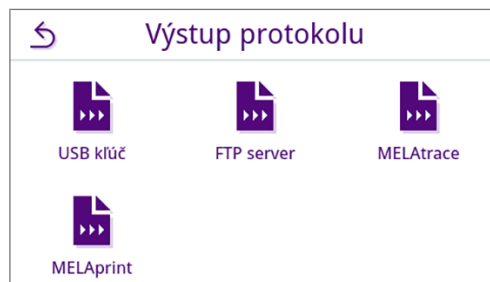 Výstup protokolu
USB kľúč
FTP server
MELAtrace
MELAprint